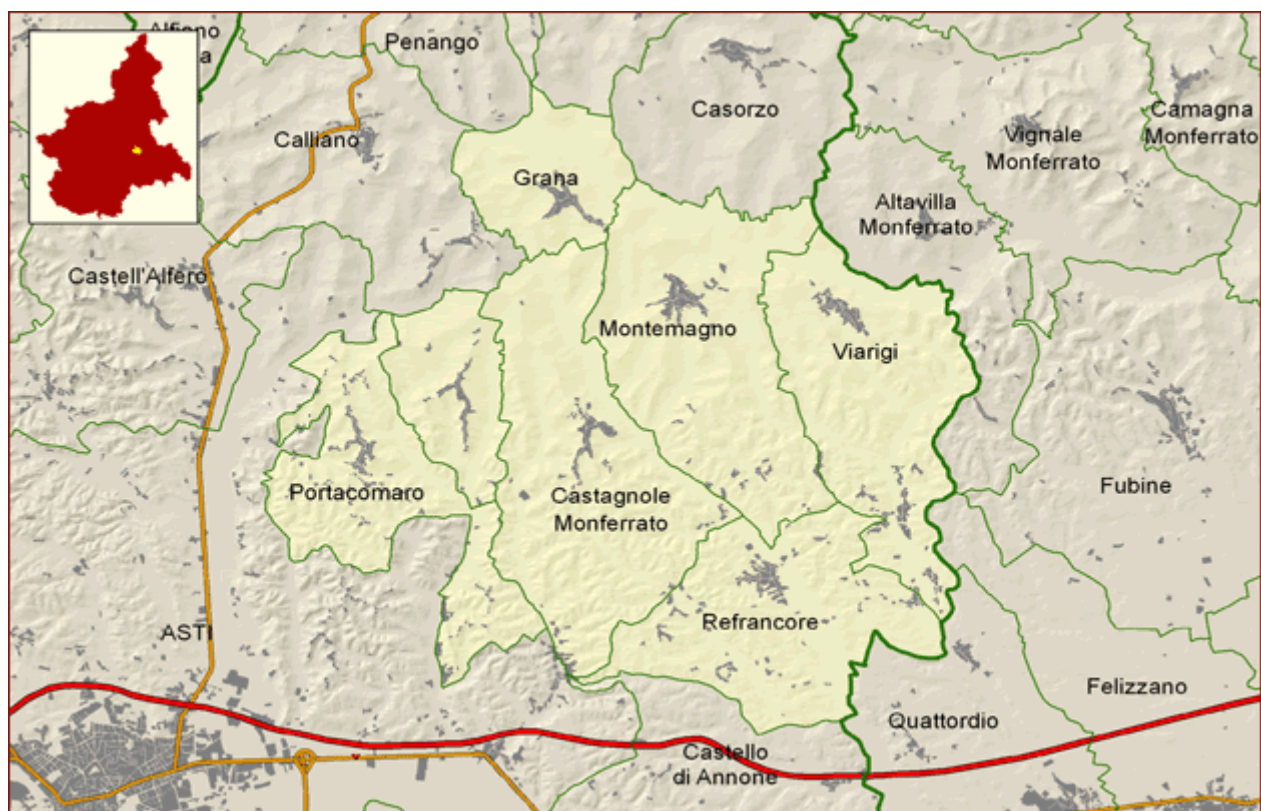 Alfiano
Penango
Casorzo
Camagna
Monferrato
Vignale
Monferrato
Calliano
Grana
Altavilla
Monferrato
Castell'Alfero
Montemagno
Viarigi
Portacomaro
Castagnole
Monferrato
Fubine
ASTI
Refrancore
Felizzano
Quattordio
Castello
di Annone